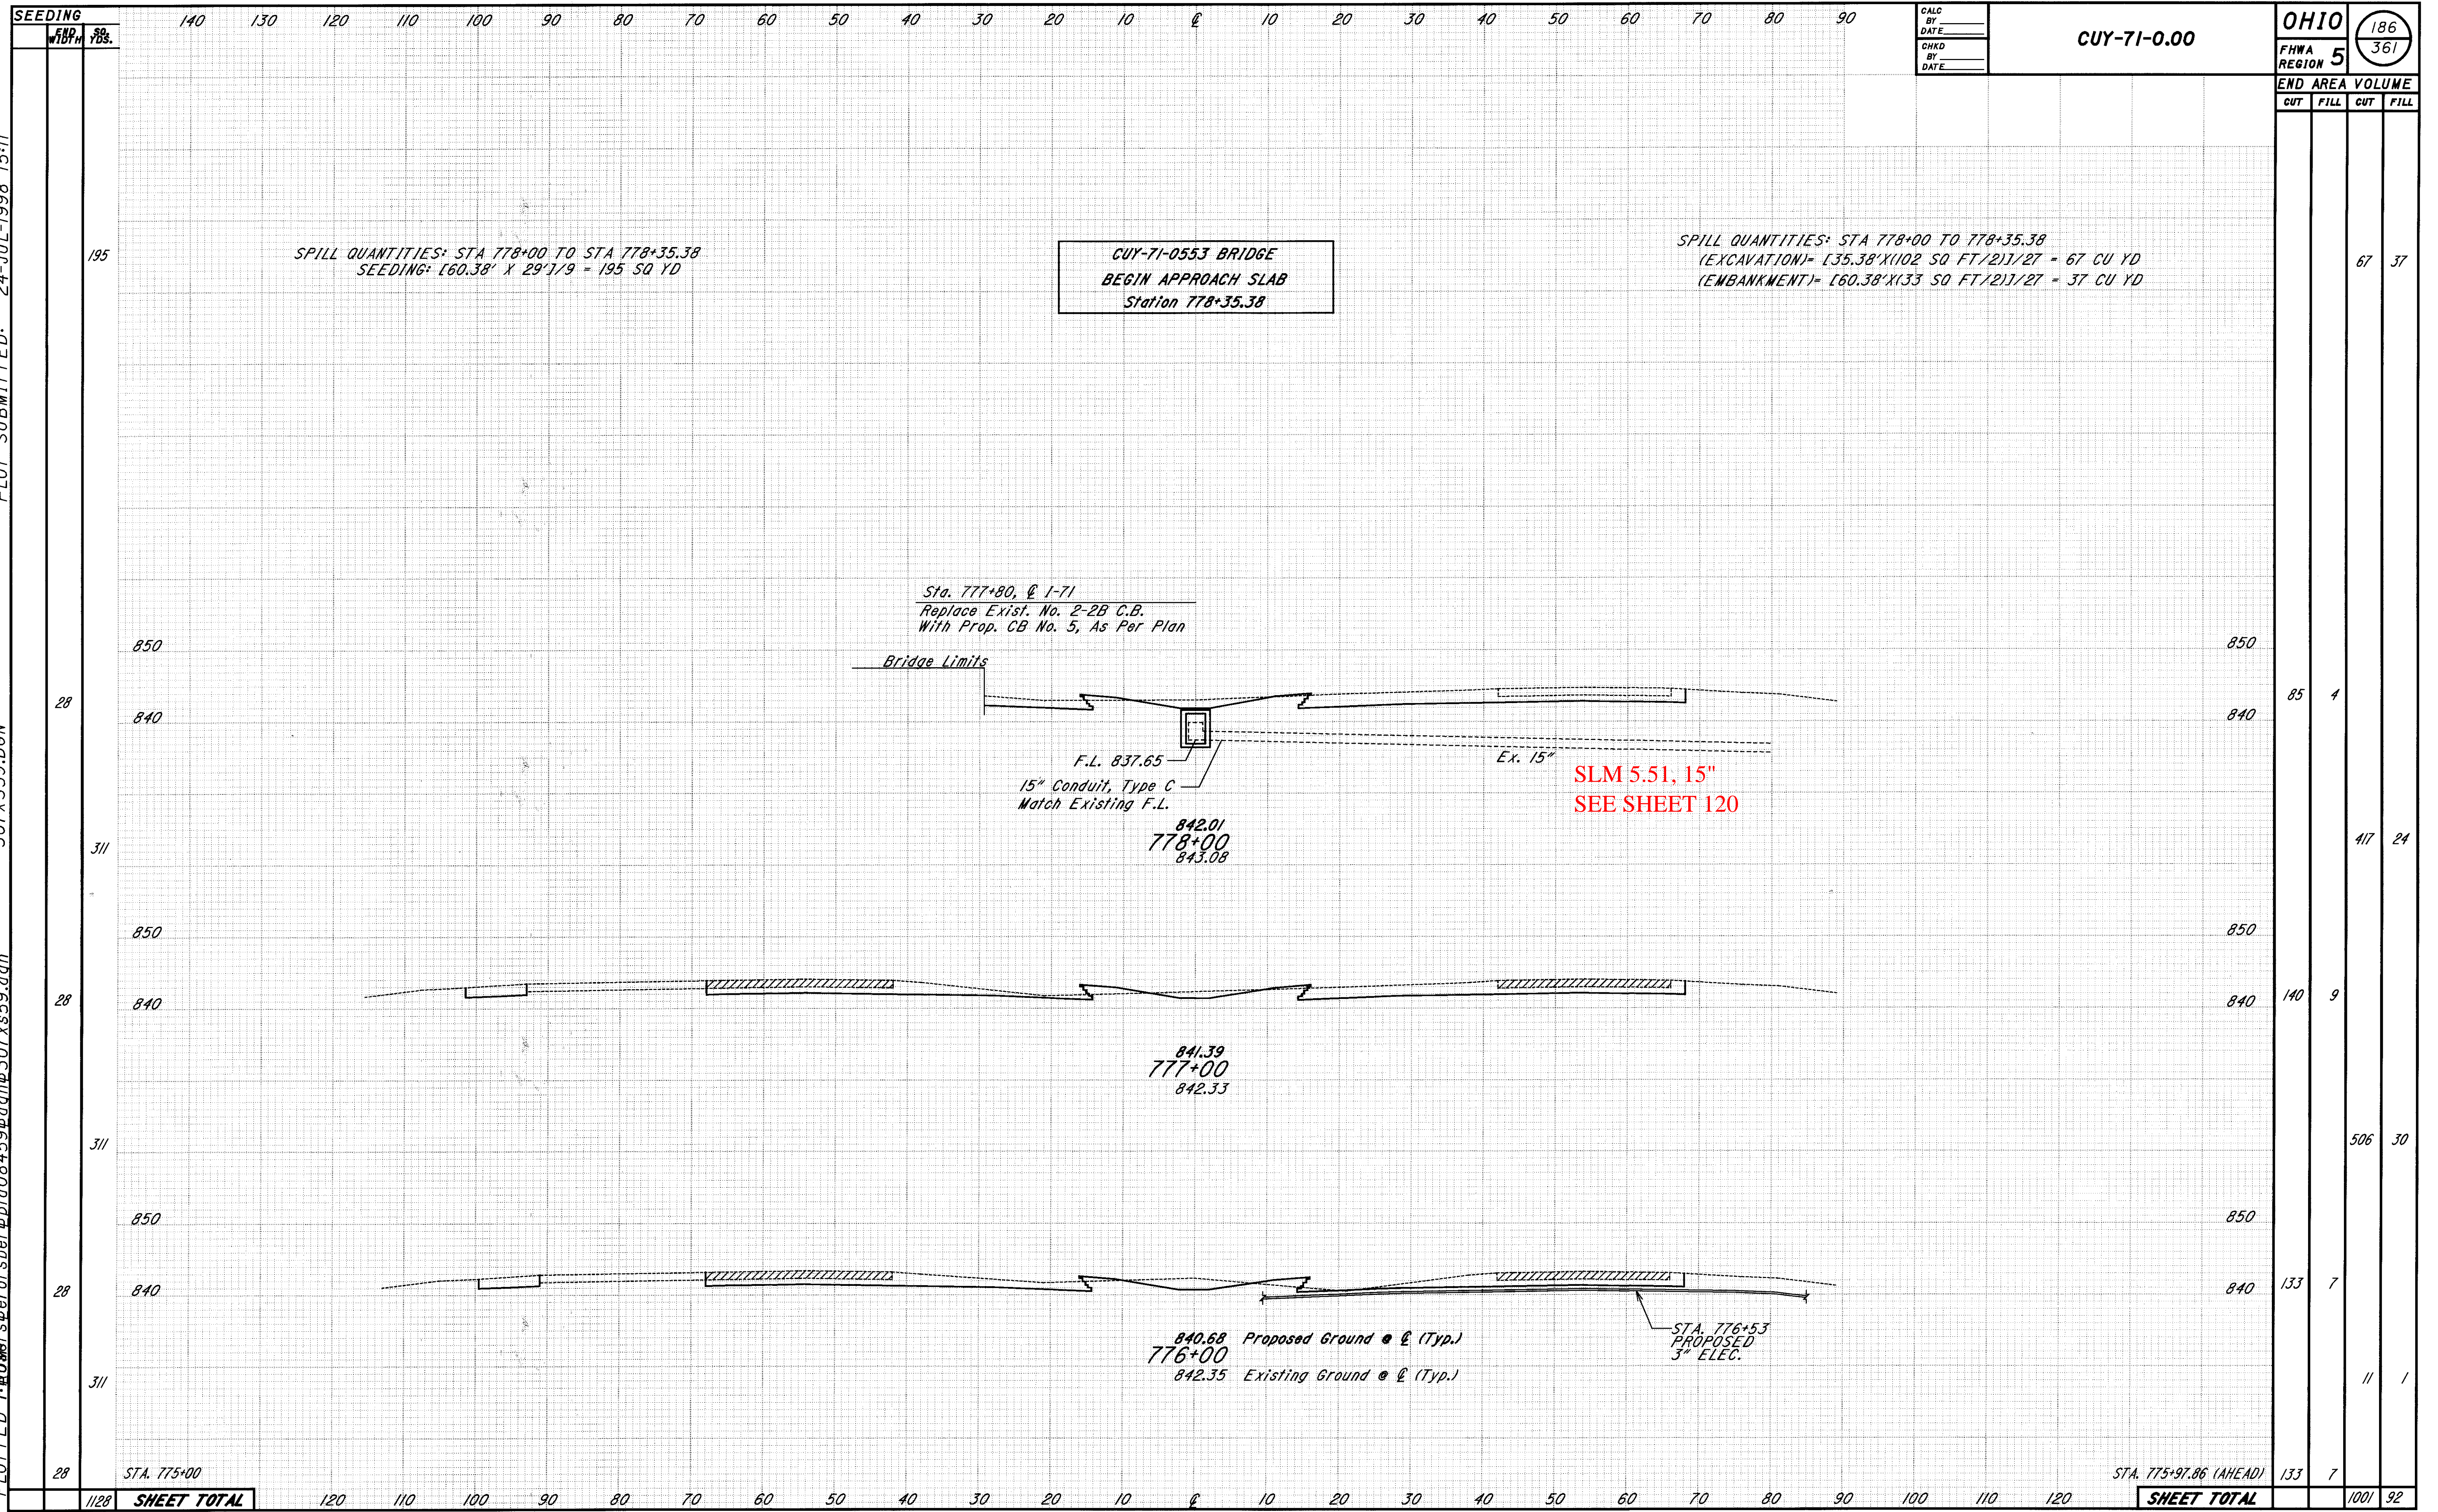 SEEDING
END WIDTH
SQ. YDS.
140 130 120 110 100 90 80 70 60 50 40 30 20 10 ℄ 10 20 30 40 50 60 70 80 90
CALC BY DATE
CHKD BY DATE
CUY-71-0.00
OHIO
FHWA REGION 5
186
361
END AREA VOLUME
CUT FILL CUT FILL
PLOT SUBMITTED: 24-JUL-1998 15:11
195
SPILL QUANTITIES: STA 778+00 TO STA 778+35.38
SEEDING: [60.38' X 29']/9 = 195 SQ YD
CUY-71-0553 BRIDGE
BEGIN APPROACH SLAB
Station 778+35.38
SPILL QUANTITIES: STA 778+00 TO 778+35.38
(EXCAVATION)= [35.38'X(102 SQ FT/2)]/27 = 67 CU YD
(EMBANKMENT)= [60.38'X(33 SQ FT/2)]/27 = 37 CU YD
67 37
Sta. 777+80, ℄ I-71
Replace Exist. No. 2-2B C.B.
With Prop. CB No. 5, As Per Plan
850 850
Bridge Limits
28
85 4
840 840
F.L. 837.65
Ex. 15"
15" Conduit, Type C
Match Existing F.L.
SLM 5.51, 15"
SEE SHEET 120
842.01
778+00
843.08
311
417 24
850 850
28
840 840
140 9
841.39
777+00
842.33
311
506 30
850 850
28
840 840
133 7
840.68 Proposed Ground @ ℄ (Typ.)
776+00
842.35 Existing Ground @ ℄ (Typ.)
STA. 776+53
PROPOSED
3" ELEC.
311
11 1
28
STA. 775+00
STA. 775+97.86 (AHEAD)
133 7
1128 SHEET TOTAL
120 110 100 90 80 70 60 50 40 30 20 10 ℄ 10 20 30 40 50 60 70 80 90 100 110 120
SHEET TOTAL 1001 92